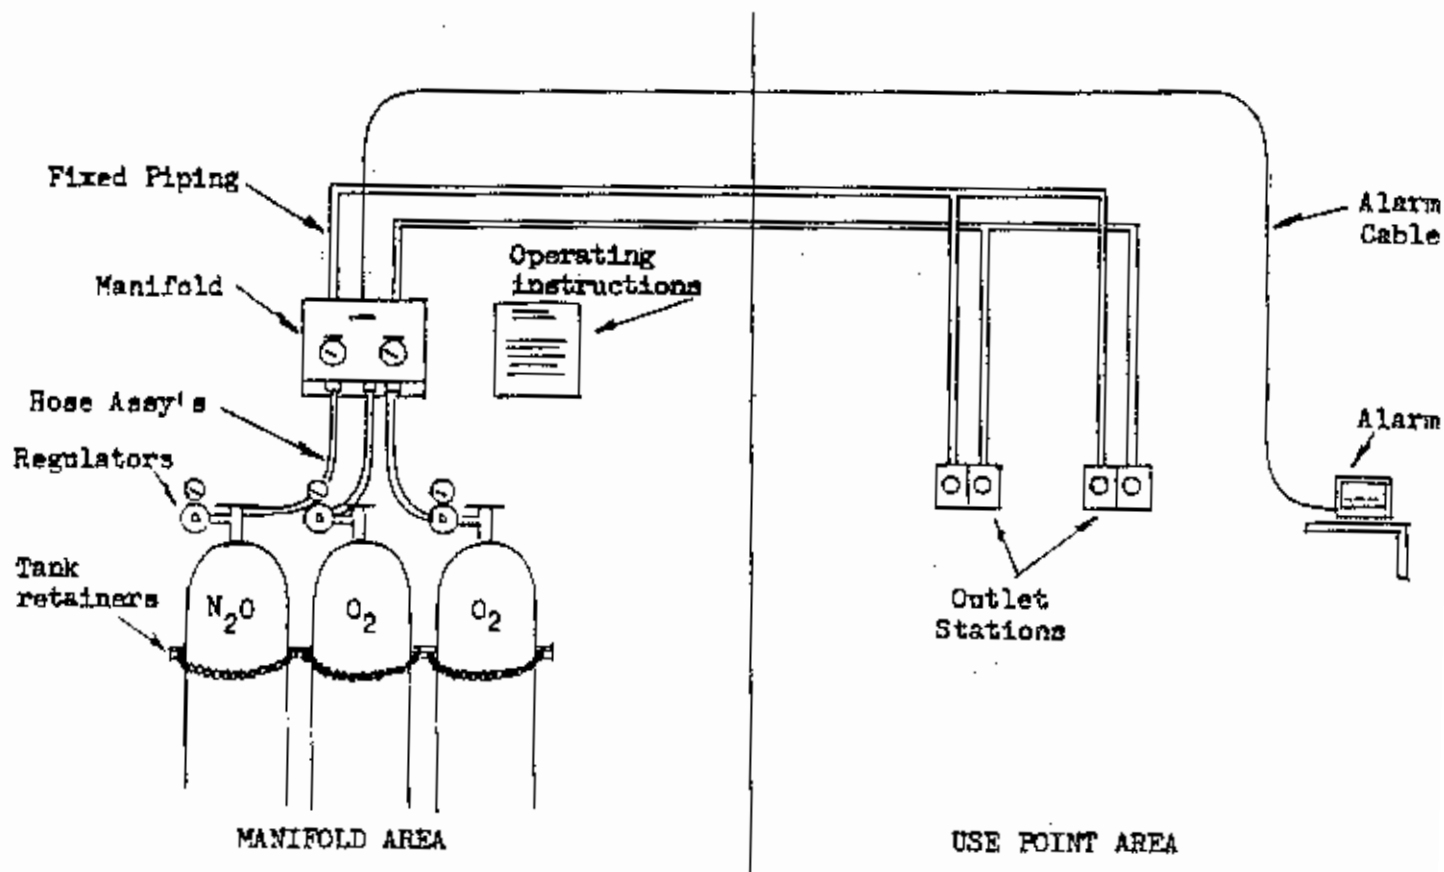 Fixed Piping
Alarm
Cable
Operating
instructions
Manifold
Hose Assy's
Alarm
Regulators
Tank
retainers
N2O
O2
O2
Outlet
Stations
MANIFOLD AREA
USE POINT AREA